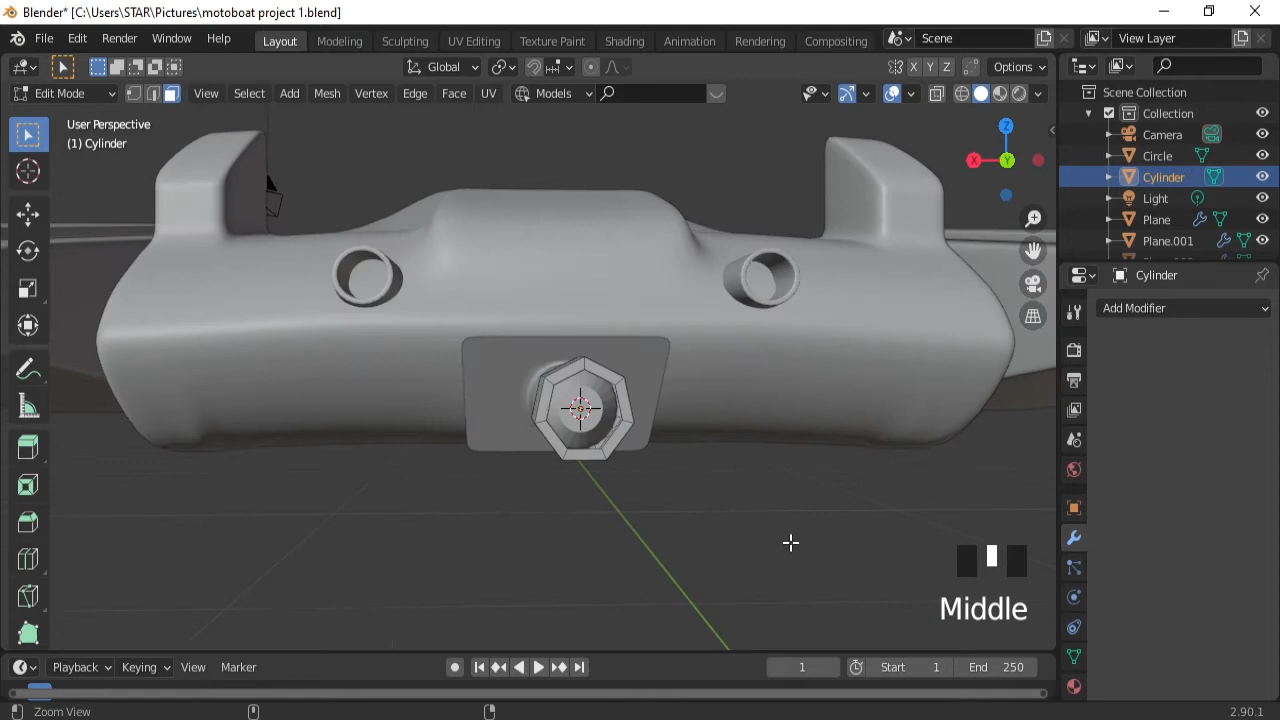 Blender* [C:\Users\STAR\Pictures\motoboat project 1.blend]
File Edit Render Window Help Layout Modeling Sculpting UV Editing Texture Paint Shading Animation Rendering Compositing Scene View Layer
Global X Y Z Options
Edit Mode View Select Add Mesh Vertex Edge Face UV Models
User Perspective
(1) Cylinder
Z
X Y
Scene Collection
Collection
Camera
Circle
Cylinder
Light
Plane
Plane.001
Cylinder
Add Modifier
Middle
Playback Keying View Marker 1 Start 1 End 250
Zoom View 2.90.1